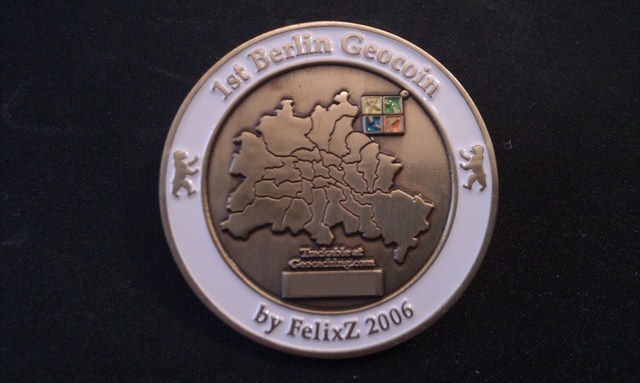 1st Berlin Geocoin
Trackable at
Geocaching.com
by FelixZ 2006